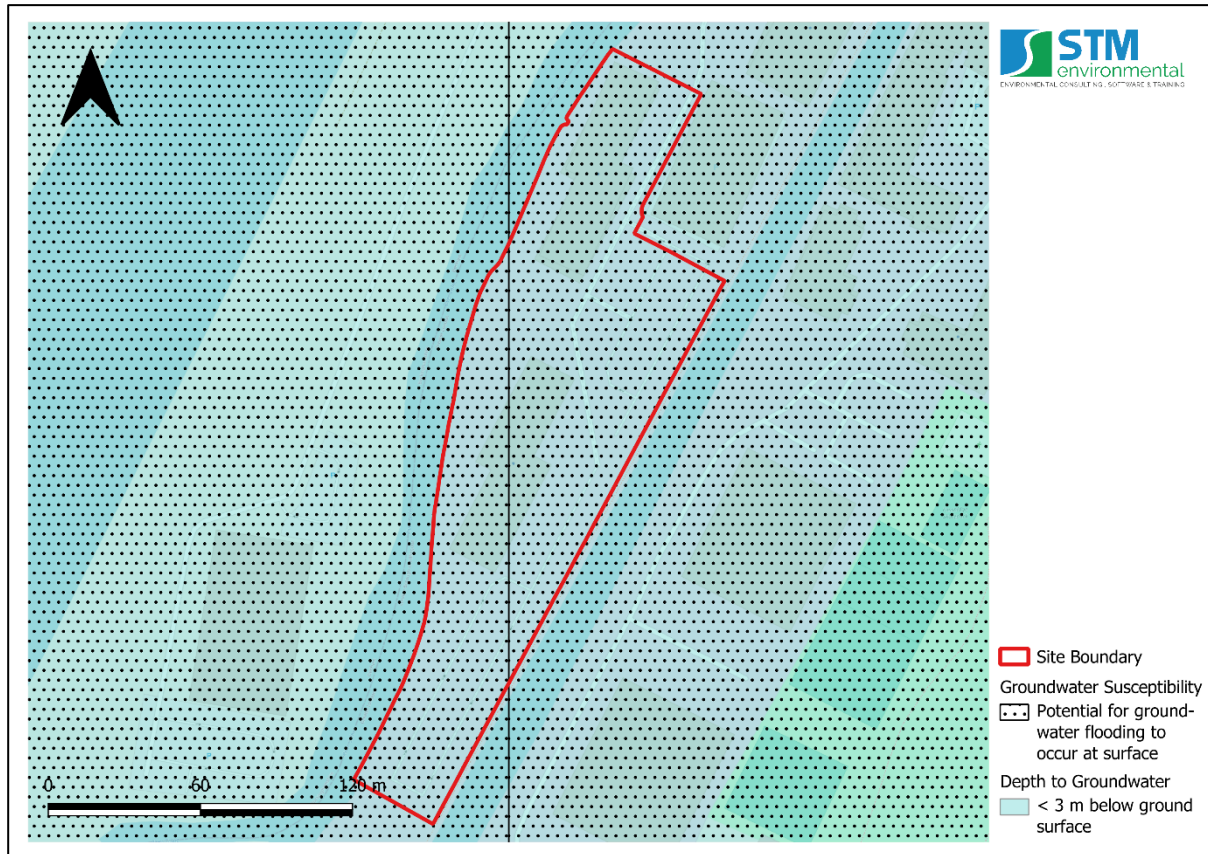 STM
environmental
ENVIRONMENTAL CONSULTING , SOFTWARE & TRAINING
Site Boundary
Groundwater Susceptibility
Potential for ground-
water flooding to
occur at surface
Depth to Groundwater
< 3 m below ground
surface
0 60 120 m